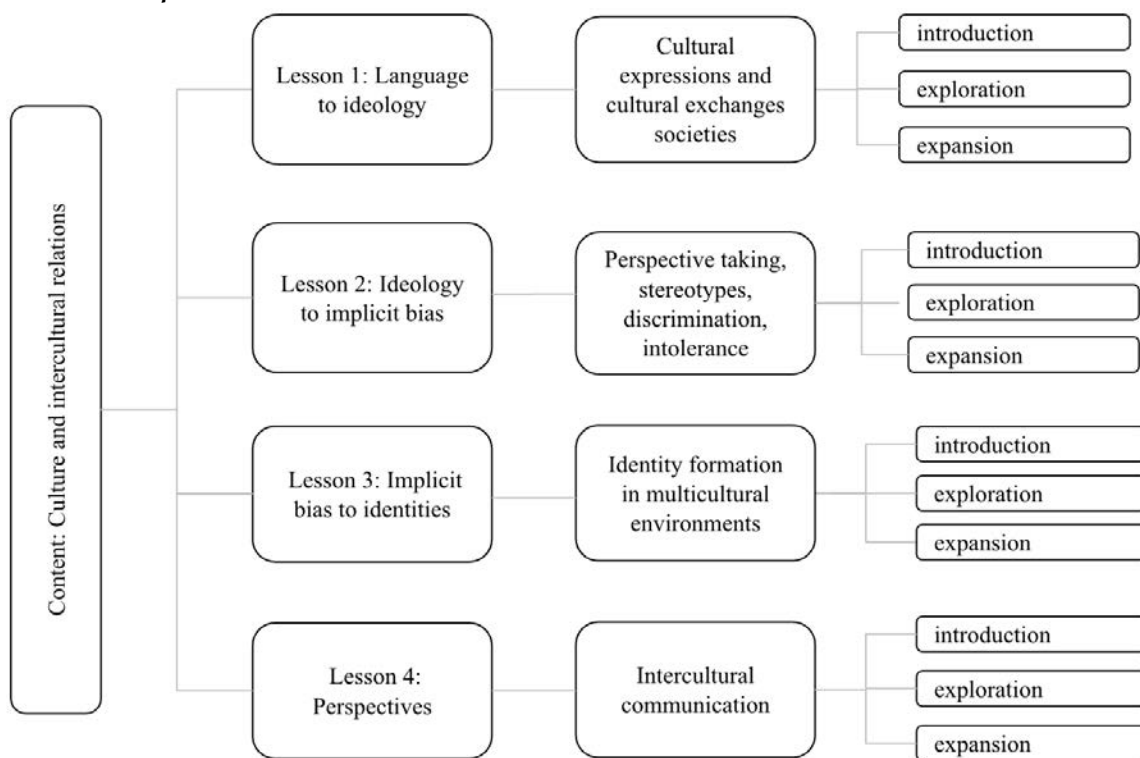 Content: Culture and intercultural relations
Lesson 1: Language
to ideology
Cultural
expressions and
cultural exchanges
societies
introduction
exploration
expansion
Lesson 2: Ideology
to implicit bias
Perspective taking,
stereotypes,
discrimination,
intolerance
introduction
exploration
expansion
Lesson 3: Implicit
bias to identities
Identity formation
in multicultural
environments
introduction
exploration
expansion
Lesson 4:
Perspectives
Intercultural
communication
introduction
exploration
expansion